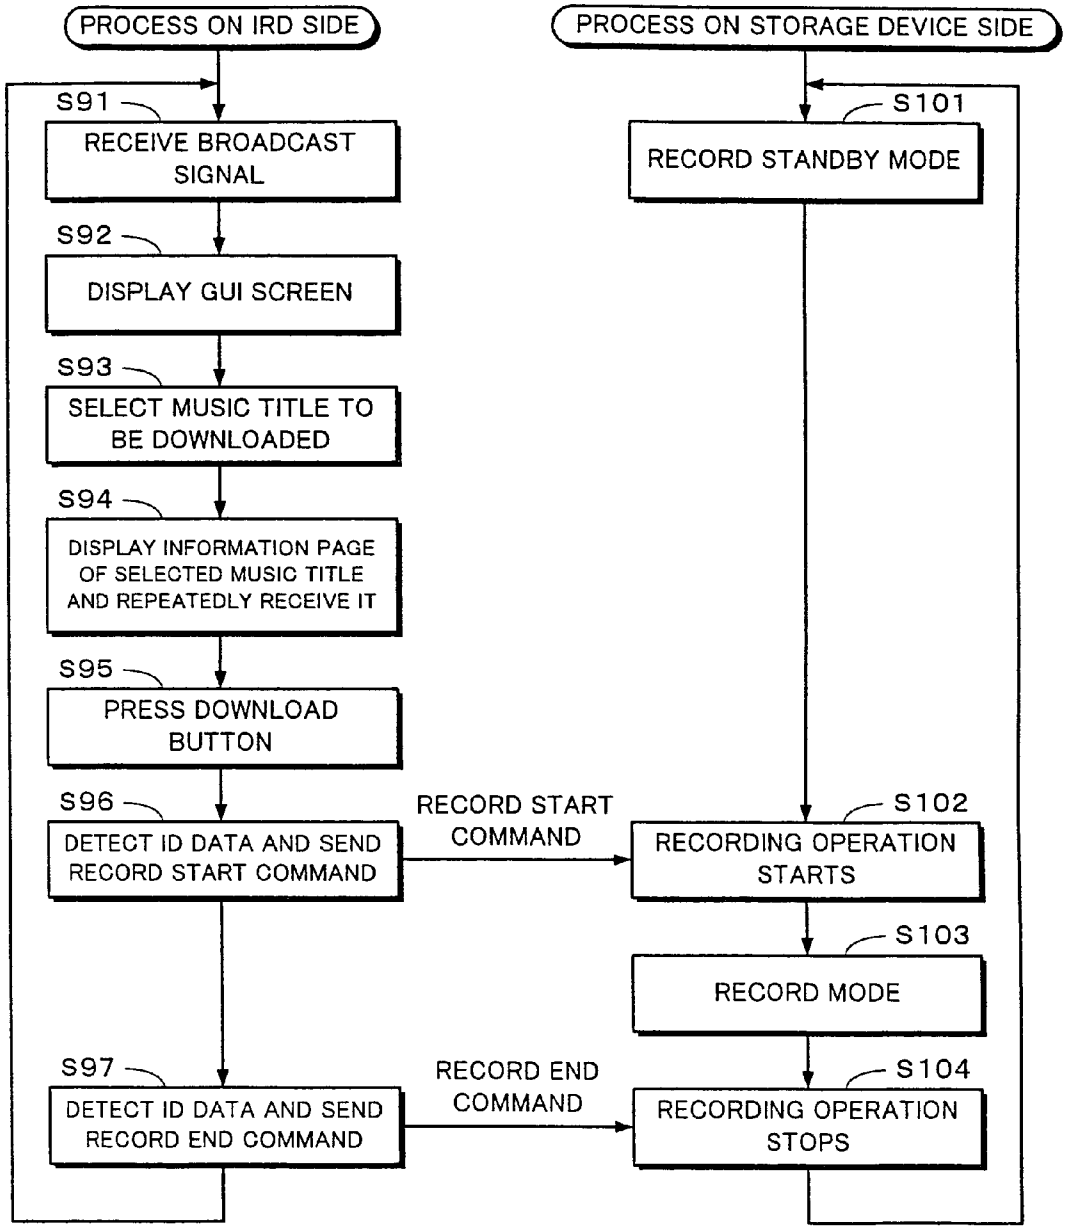 PROCESS ON IRD SIDE
S91
RECEIVE BROADCAST
SIGNAL
S92
DISPLAY GUI SCREEN
S93
SELECT MUSIC TITLE TO
BE DOWNLOADED
S94
DISPLAY INFORMATION PAGE
OF SELECTED MUSIC TITLE
AND REPEATEDLY RECEIVE IT
S95
PRESS DOWNLOAD
BUTTON
S96
DETECT ID DATA AND SEND
RECORD START COMMAND
RECORD START
COMMAND
S97
DETECT ID DATA AND SEND
RECORD END COMMAND
RECORD END
COMMAND
PROCESS ON STORAGE DEVICE SIDE
S101
RECORD STANDBY MODE
S102
RECORDING OPERATION
STARTS
S103
RECORD MODE
S104
RECORDING OPERATION
STOPS